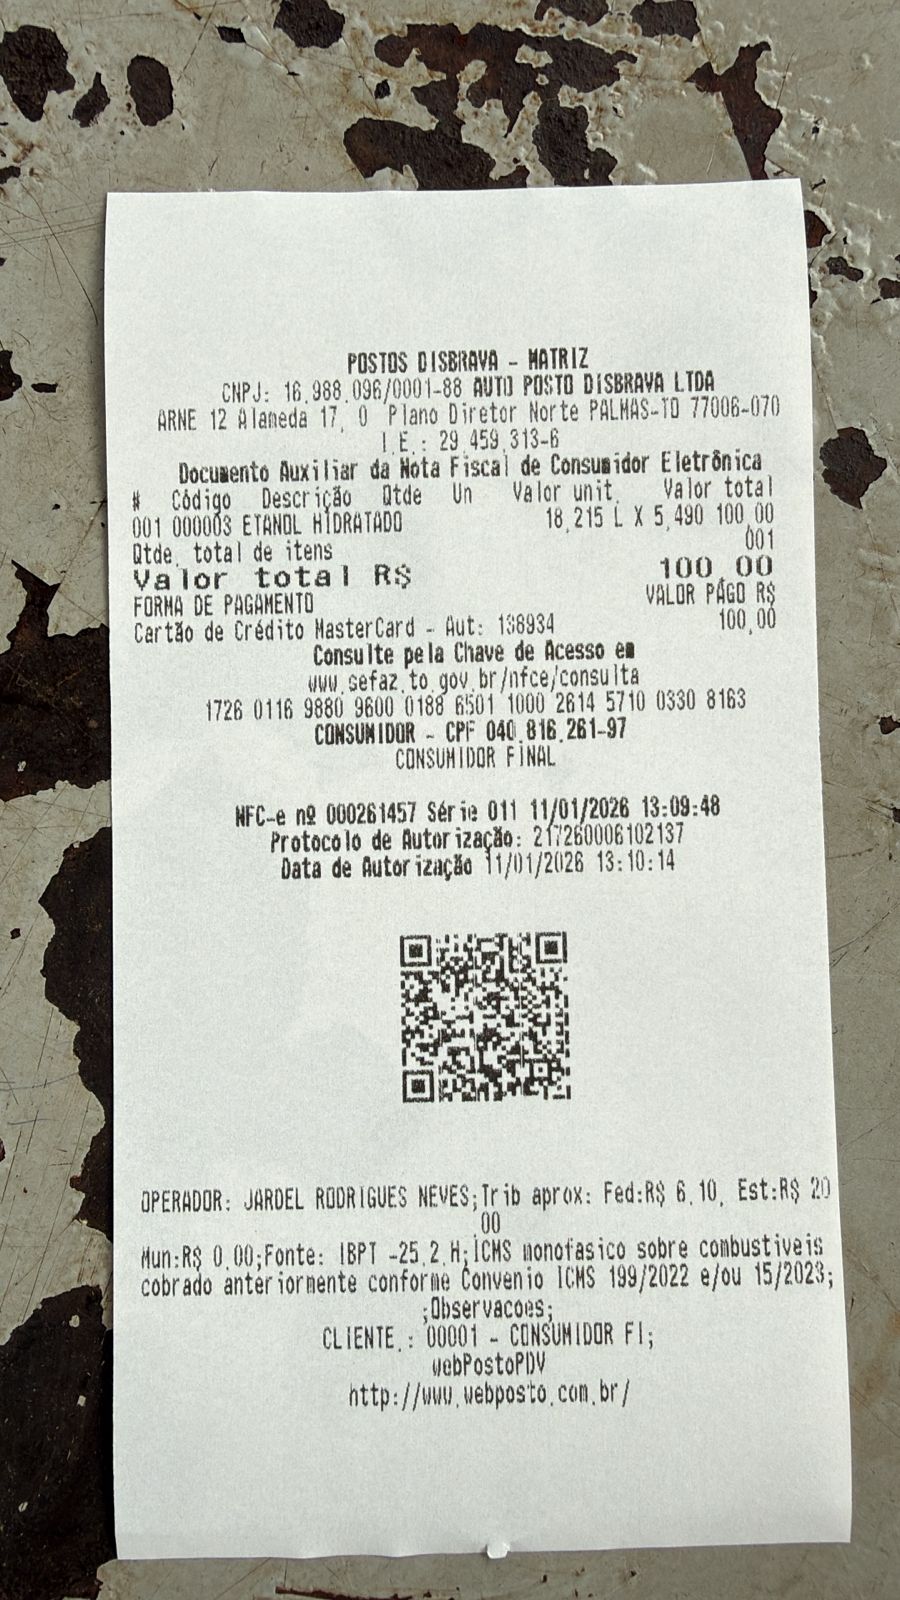 POSTOS DISBRAVA - MATRIZ
CNPJ: 16.988.096/0001-88 AUTO POSTO DISBRAVA LTDA
ARNE 12 Alameda 17, 0 Plano Diretor Norte PALMAS-TO 77006-070
I.E.: 29.459.313-6
Documento Auxiliar da Nota Fiscal de Consumidor Eletrônica
# Código Descrição Qtde Un Valor unit. Valor total
001 000003 ETANOL HIDRATADO 18,215 L X 5,490 100,00
Qtde. total de itens 001
Valor total R$ 100,00
FORMA DE PAGAMENTO VALOR PAGO R$
Cartão de Crédito MasterCard - Aut: 138934 100,00
Consulte pela Chave de Acesso em
www.sefaz.to.gov.br/nfce/consulta
1726 0116 9880 9600 0188 6501 1000 2614 5710 0330 8163
CONSUMIDOR - CPF 040.816.261-97
CONSUMIDOR FINAL
NFC-e nº 000261457 Série 011 11/01/2026 13:09:48
Protocolo de Autorização: 217260006102137
Data de Autorização 11/01/2026 13:10:14
OPERADOR: JARDEL RODRIGUES NEVES;Trib aprox: Fed:R$ 6,10, Est:R$ 20
,00
Mun:R$ 0,00;Fonte: IBPT -25.2.H;ICMS monofasico sobre combustiveis
cobrado anteriormente conforme Convenio ICMS 199/2022 e/ou 15/2023;
;Observacoes;
CLIENTE.: 00001 - CONSUMIDOR FI;
webPostoPDV
http://www.webposto.com.br/